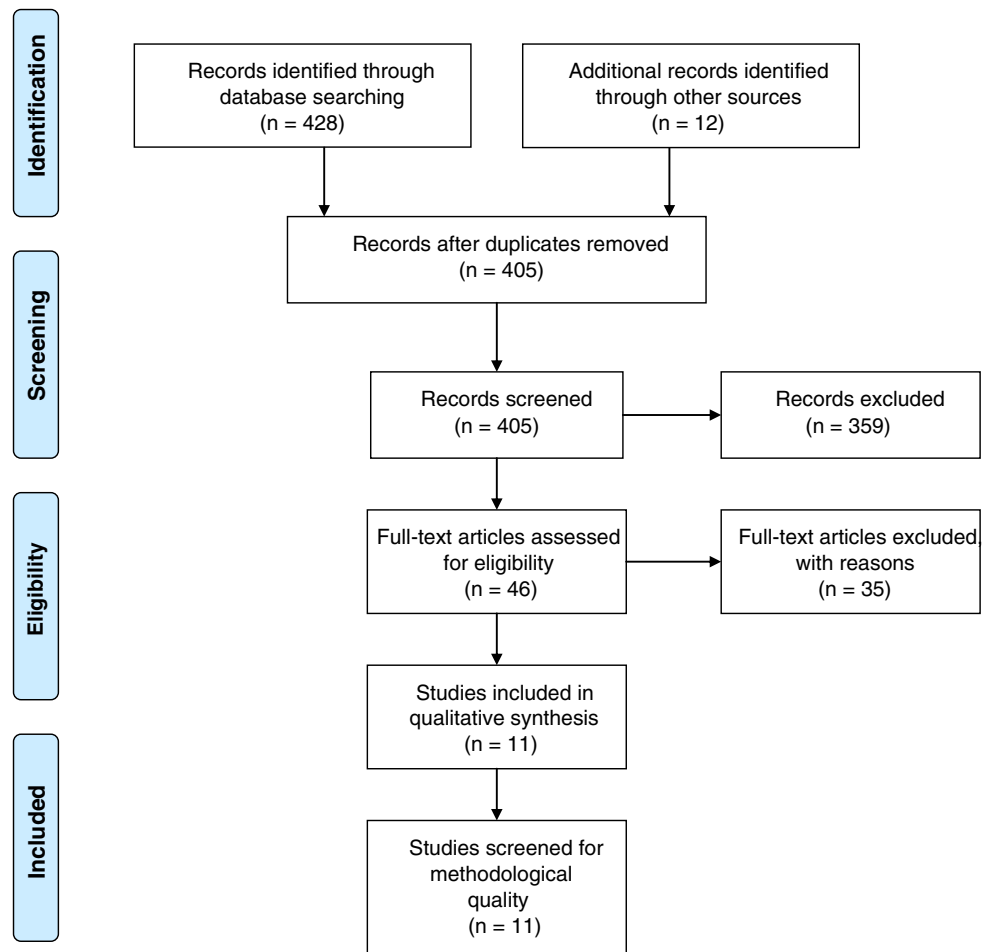 Identification
Records identified through
database searching
(n = 428)
Additional records identified
through other sources
(n = 12)
Records after duplicates removed
(n = 405)
Screening
Records screened
(n = 405)
Records excluded
(n = 359)
Eligibility
Full-text articles assessed
for eligibility
(n = 46)
Full-text articles excluded,
with reasons
(n = 35)
Studies included in
qualitative synthesis
(n = 11)
Included
Studies screened for
methodological
quality
(n = 11)